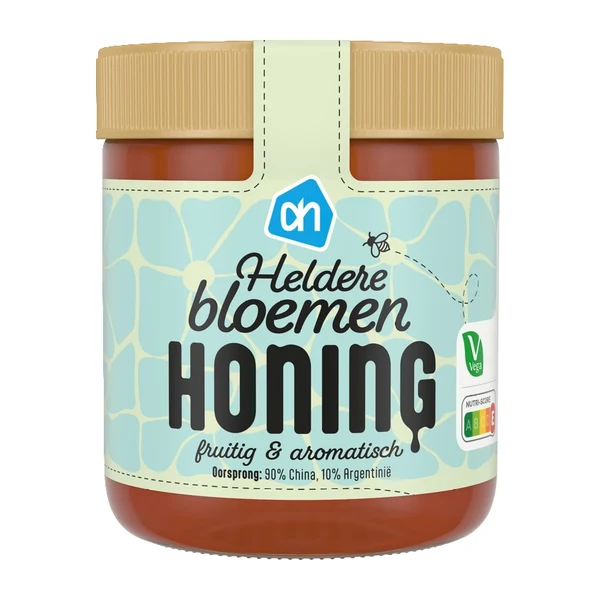 ah
Heldere
bloemen
HONING
fruitig & aromatisch
Oorsprong: 90% China, 10% Argentinië
V
Vega
NUTRI-SCORE
A B E